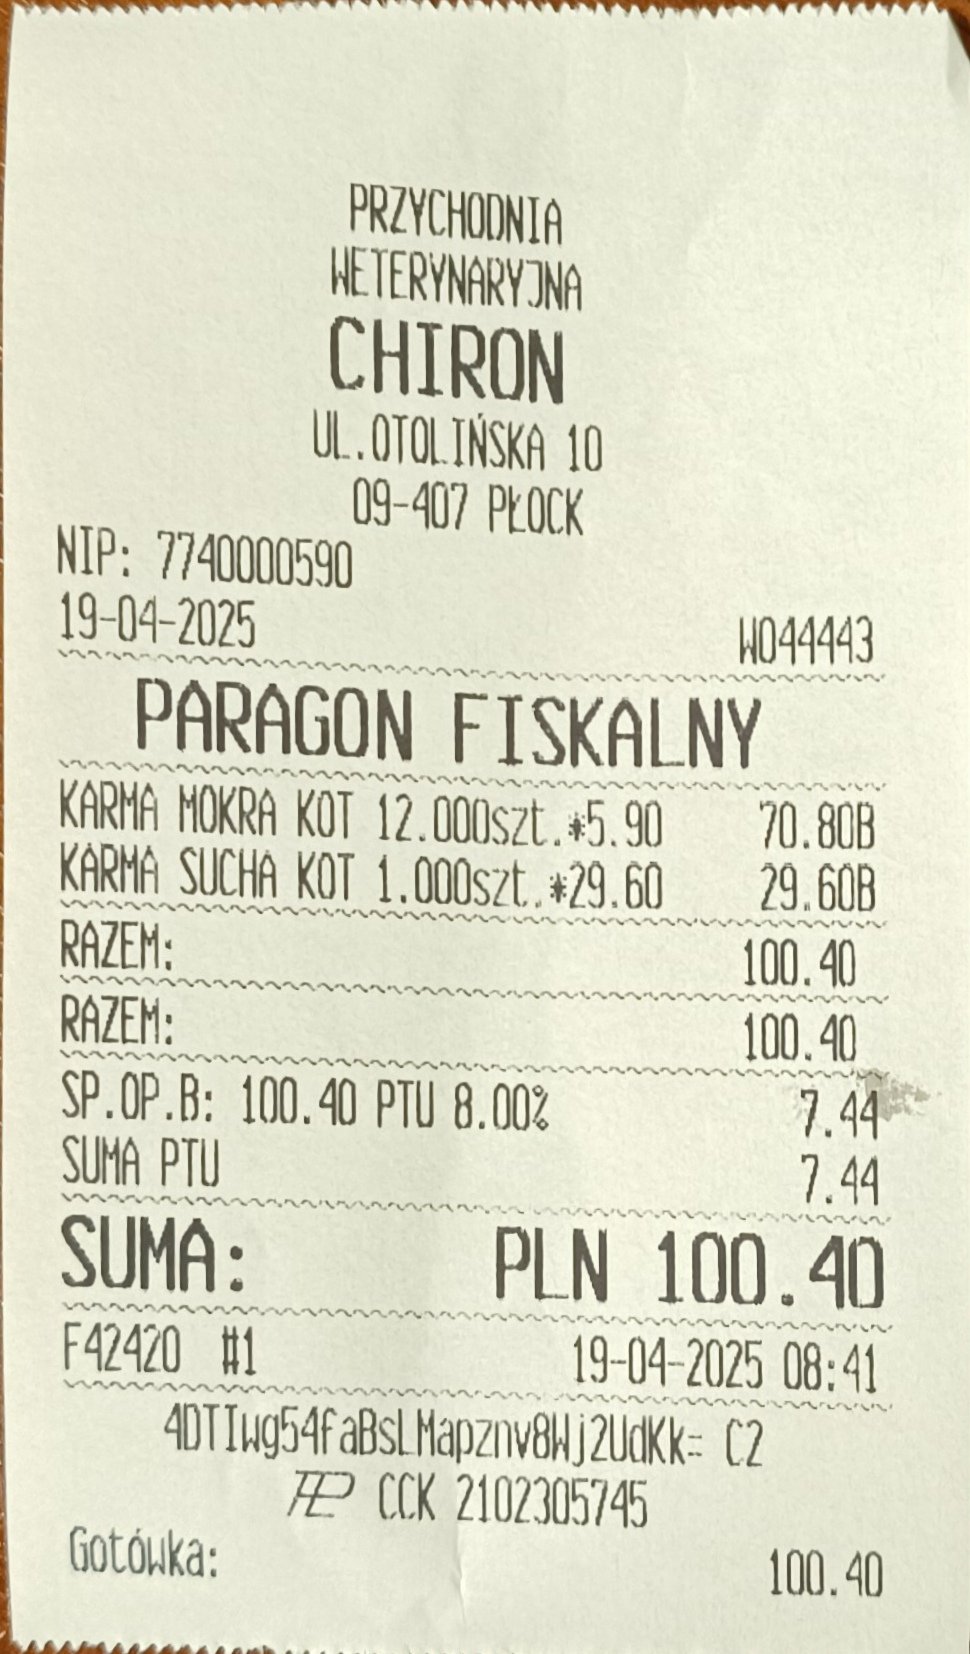 PRZYCHODNIA
WETERYNARYJNA
CHIRON
UL.OTOLIŃSKA 10
09-407 PŁOCK
NIP: 7740000590
19-04-2025 W044443
PARAGON FISKALNY
KARMA MOKRA KOT 12.000szt.*5.90 70.80B
KARMA SUCHA KOT 1.000szt.*29.60 29.60B
RAZEM: 100.40
RAZEM: 100.40
SP.OP.B: 100.40 PTU 8.00% 7.44
SUMA PTU 7.44
SUMA: PLN 100.40
F42420 #1 19-04-2025 08:41
4DTIwg54faBsLMapznv8Wj2UdKk= C2
CCK 2102305745
Gotówka: 100.40